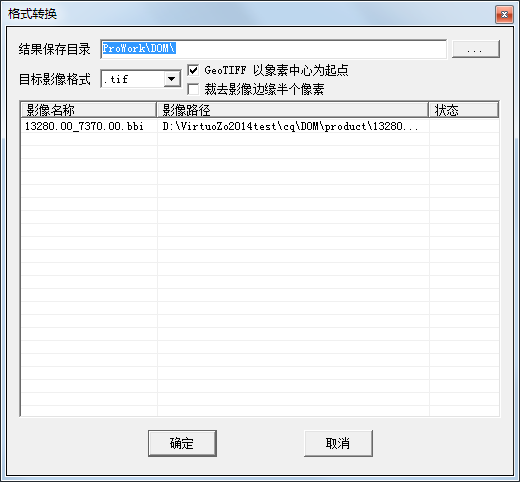 格式转换
结果保存目录 ProWork\DOM\ ...
目标影像格式 .tif
GeoTIFF 以象素中心为起点
裁去影像边缘半个像素
影像名称 影像路径 状态
13280.00_7370.00.bbi D:\VirtuoZo2014test\cq\DOM\product\13280...
确定 取消